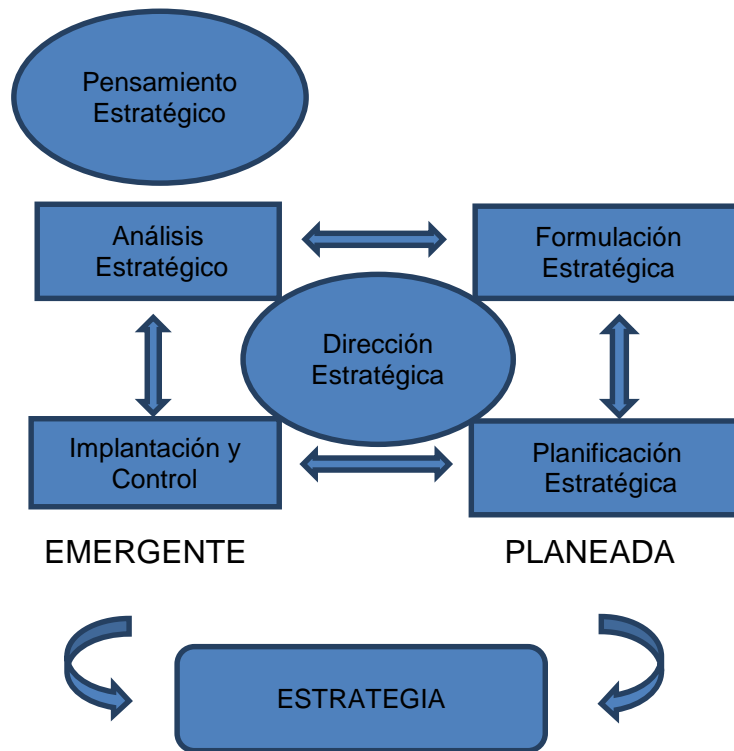 Pensamiento
Estratégico
Análisis
Estratégico
Formulación
Estratégica
Dirección
Estratégica
Implantación y
Control
Planificación
Estratégica
EMERGENTE
PLANEADA
ESTRATEGIA